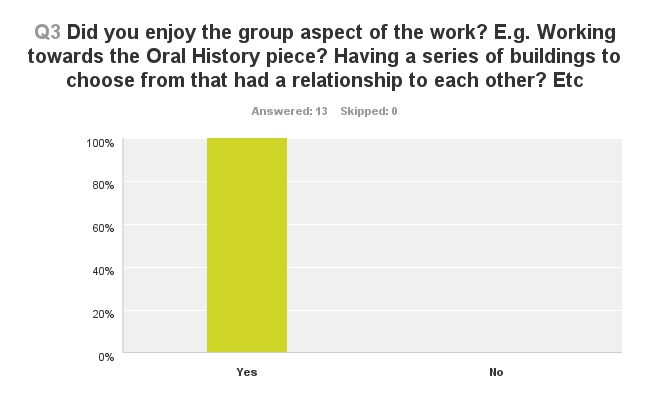 Q3 Did you enjoy the group aspect of the work? E.g. Working
towards the Oral History piece? Having a series of buildings to
choose from that had a relationship to each other? Etc
Answered: 13 Skipped: 0
100%
80%
60%
40%
20%
0%
Yes No